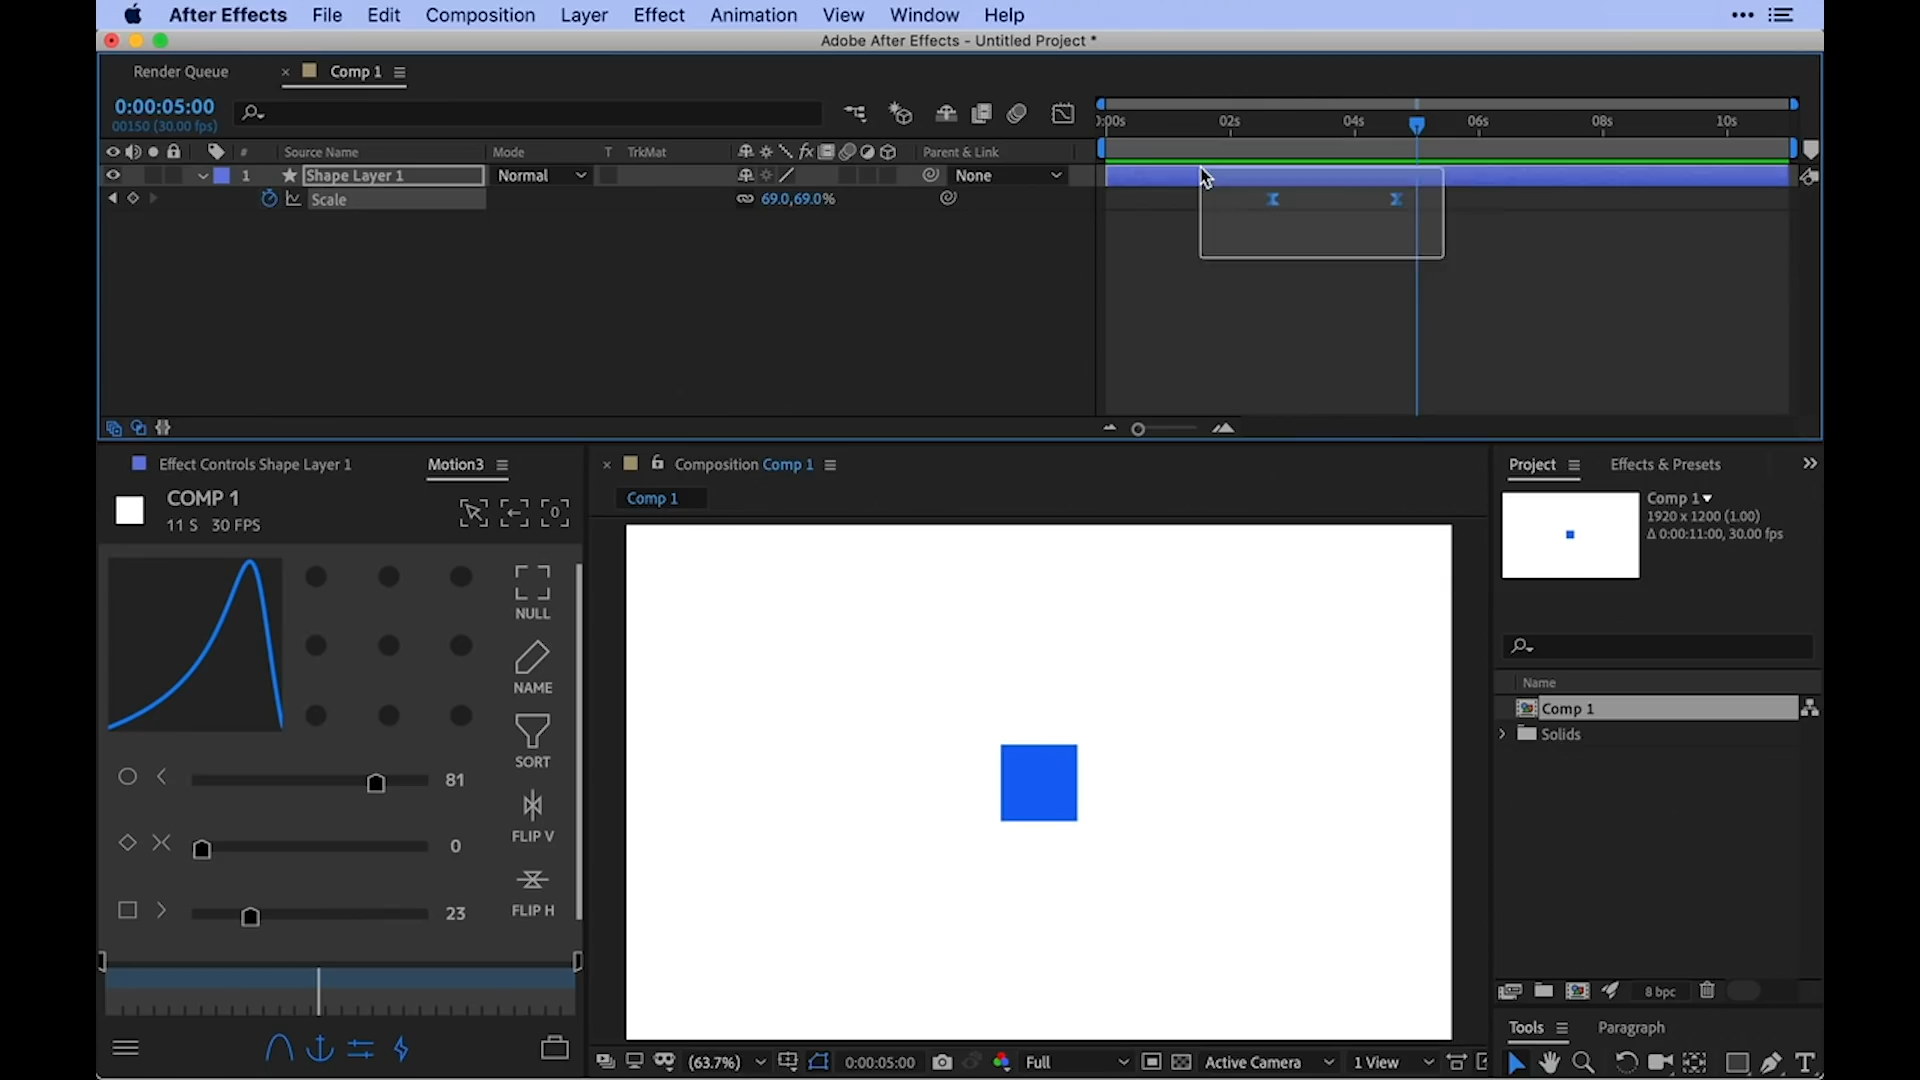 After Effects File Edit Composition Layer Effect Animation View Window Help
Adobe After Effects - Untitled Project *
Render Queue × Comp 1
0:00:05:00
00150 (30.00 fps)
):00s 02s 04s 06s 08s 10s
# Source Name Mode T TrkMat fx Parent & Link
1 Shape Layer 1 Normal None
Scale 69.0,69.0%
Effect Controls Shape Layer 1 Motion3
× Composition Comp 1
Project Effects & Presets
COMP 1
11 S 30 FPS
0
Comp 1
Comp 1
1920 x 1200 (1.00)
Δ 0:00:11:00, 30.00 fps
NULL
NAME
SORT
FLIP V
FLIP H
81
0
23
Name
Comp 1
Solids
8 bpc
Tools Paragraph
(63.7%) 0:00:05:00 Full Active Camera 1 View
T